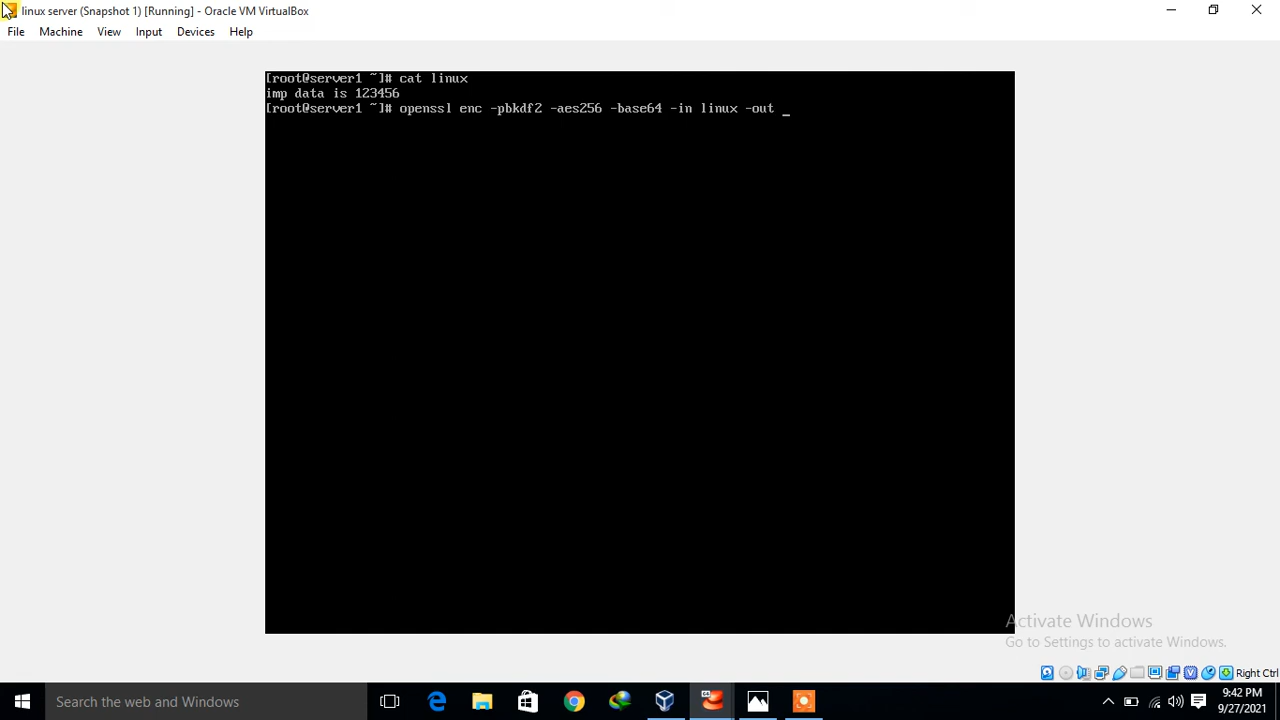 linux server (Snapshot 1) [Running] - Oracle VM VirtualBox
File Machine View Input Devices Help
[root@server1 ~]# cat linux
imp data is 123456
[root@server1 ~]# openssl enc -pbkdf2 -aes256 -base64 -in linux -out _
Activate Windows
Go to Settings to activate Windows.
Right Ctrl
Search the web and Windows
9:42 PM
9/27/2021